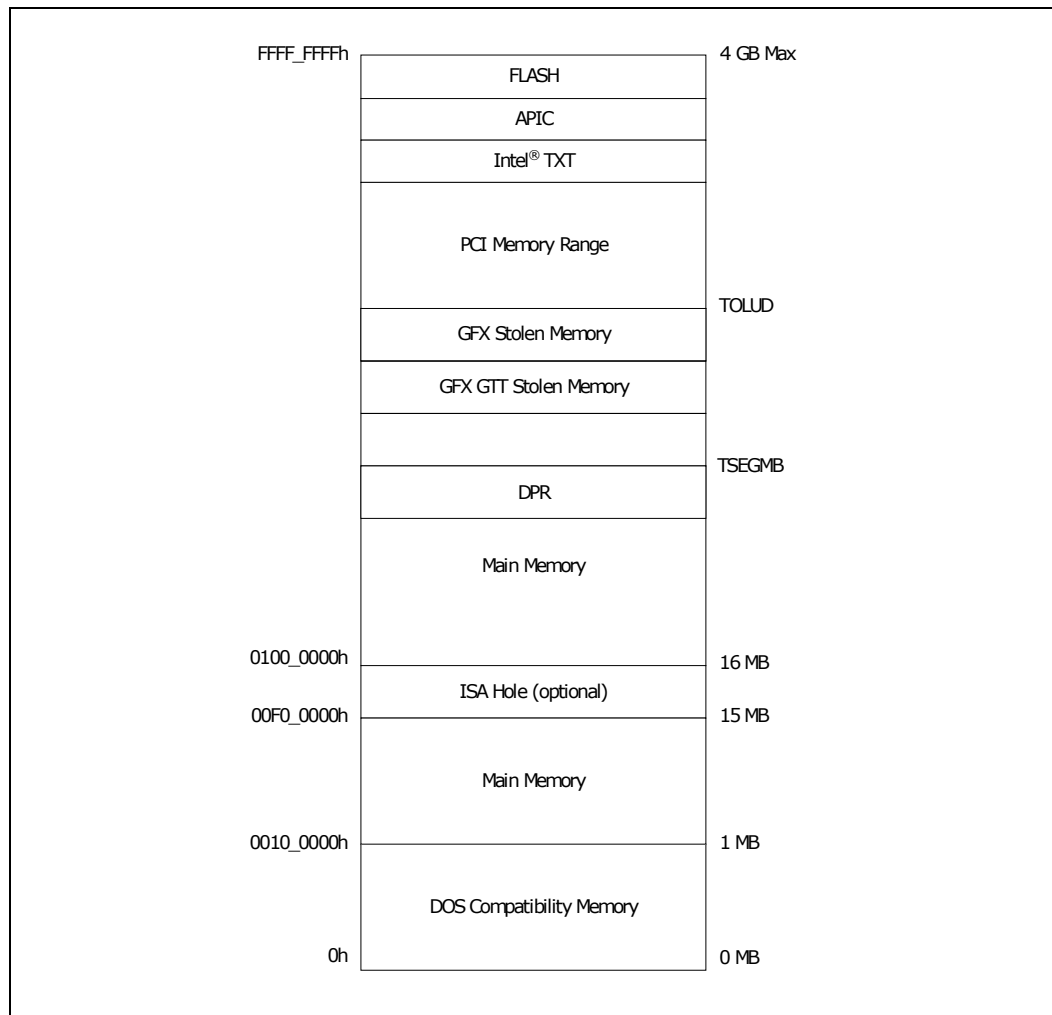 FFFF_FFFFh
4 GB Max
FLASH
APIC
Intel® TXT
PCI Memory Range
TOLUD
GFX Stolen Memory
GFX GTT Stolen Memory
TSEGMB
DPR
Main Memory
0100_0000h
16 MB
ISA Hole (optional)
00F0_0000h
15 MB
Main Memory
0010_0000h
1 MB
DOS Compatibility Memory
0h
0 MB